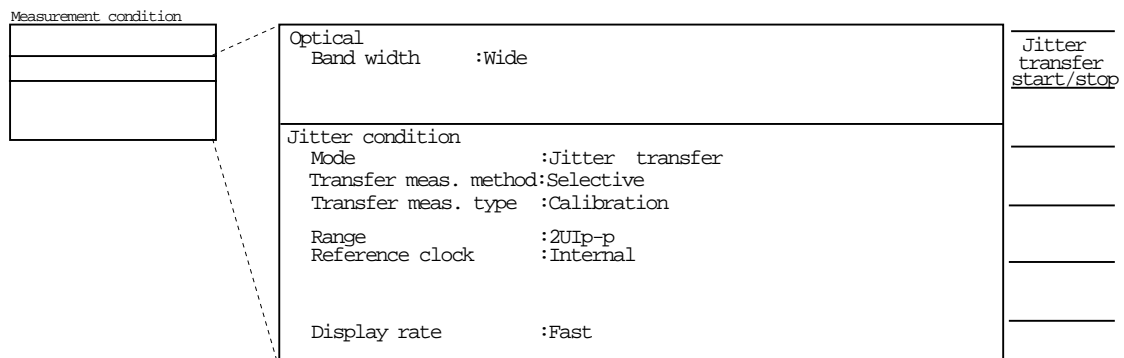 Measurement condition
Optical
Band width :Wide
Jitter condition
Mode :Jitter transfer
Transfer meas. method:Selective
Transfer meas. type :Calibration
Range :2UIp-p
Reference clock :Internal
Display rate :Fast
Jitter
transfer
start/stop